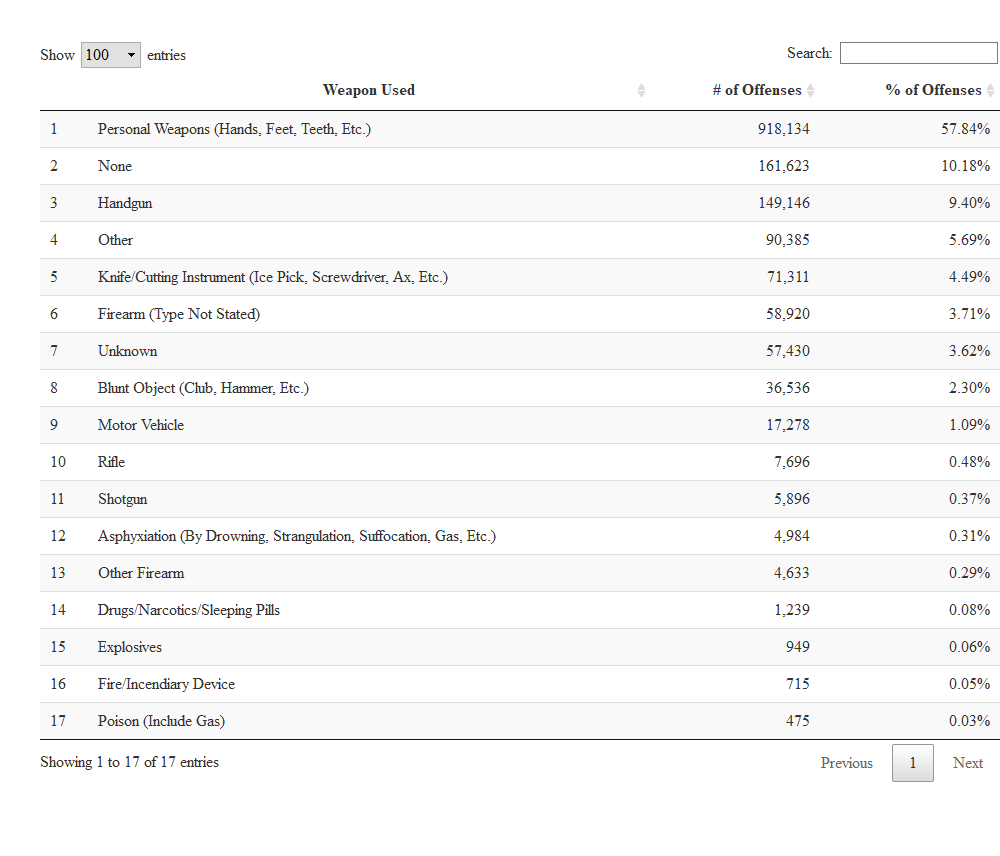 Show 100 entries Search:
Weapon Used # of Offenses % of Offenses
1 Personal Weapons (Hands, Feet, Teeth, Etc.) 918,134 57.84%
2 None 161,623 10.18%
3 Handgun 149,146 9.40%
4 Other 90,385 5.69%
5 Knife/Cutting Instrument (Ice Pick, Screwdriver, Ax, Etc.) 71,311 4.49%
6 Firearm (Type Not Stated) 58,920 3.71%
7 Unknown 57,430 3.62%
8 Blunt Object (Club, Hammer, Etc.) 36,536 2.30%
9 Motor Vehicle 17,278 1.09%
10 Rifle 7,696 0.48%
11 Shotgun 5,896 0.37%
12 Asphyxiation (By Drowning, Strangulation, Suffocation, Gas, Etc.) 4,984 0.31%
13 Other Firearm 4,633 0.29%
14 Drugs/Narcotics/Sleeping Pills 1,239 0.08%
15 Explosives 949 0.06%
16 Fire/Incendiary Device 715 0.05%
17 Poison (Include Gas) 475 0.03%
Showing 1 to 17 of 17 entries Previous 1 Next